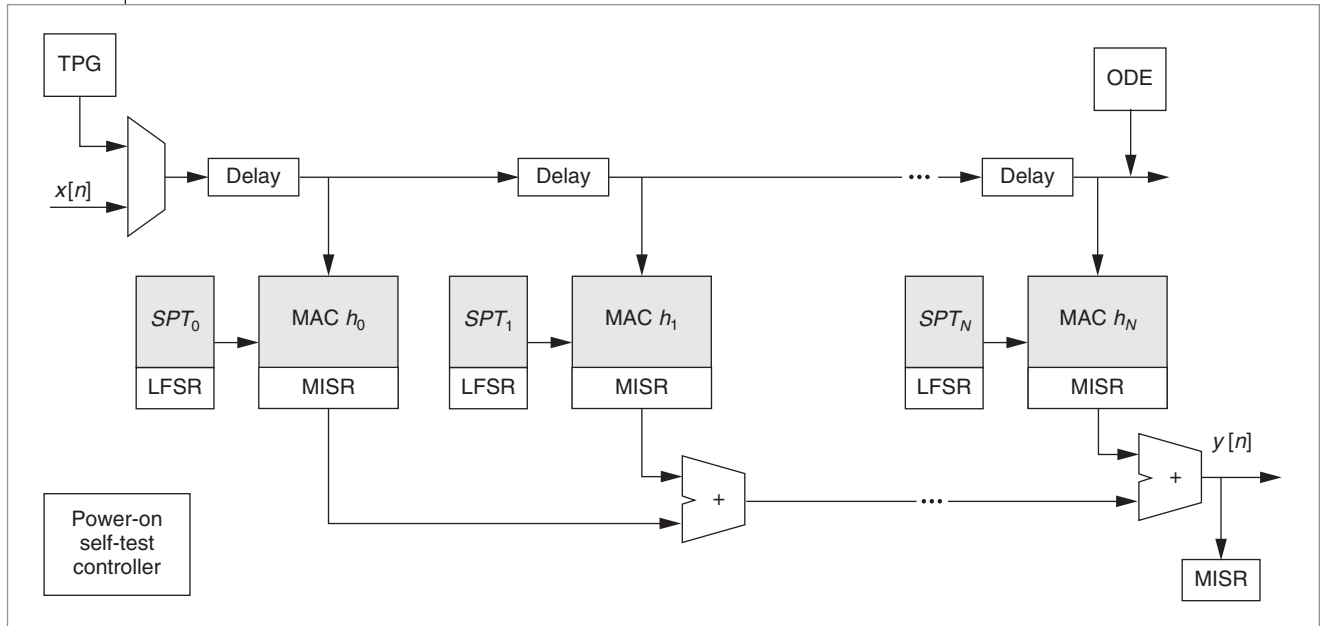 TPG
ODE
x[n]
Delay
Delay
...
Delay
SPT0
MAC h0
SPT1
MAC h1
SPTN
MAC hN
LFSR
MISR
LFSR
MISR
LFSR
MISR
y[n]
+
...
+
Power-on
self-test
controller
MISR